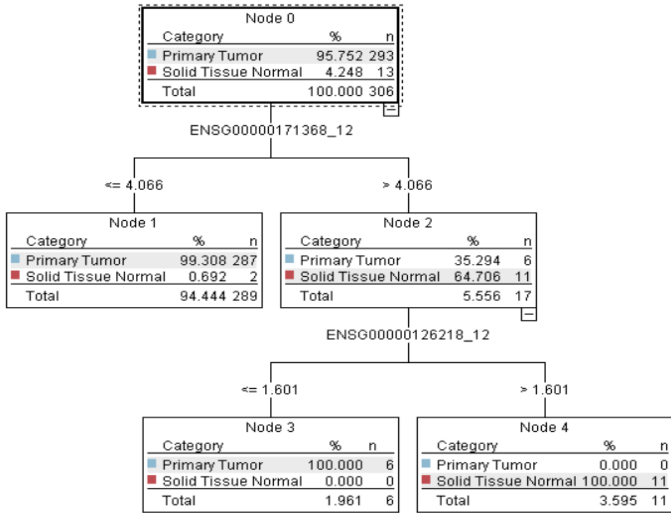 Node 0
Category % n
Primary Tumor 95.752 293
Solid Tissue Normal 4.248 13
Total 100.000 306
ENSG00000171368_12
<= 4.066
> 4.066
Node 1
Category % n
Primary Tumor 99.308 287
Solid Tissue Normal 0.692 2
Total 94.444 289
Node 2
Category % n
Primary Tumor 35.294 6
Solid Tissue Normal 64.706 11
Total 5.556 17
ENSG00000126218_12
<= 1.601
> 1.601
Node 3
Category % n
Primary Tumor 100.000 6
Solid Tissue Normal 0.000 0
Total 1.961 6
Node 4
Category % n
Primary Tumor 0.000 0
Solid Tissue Normal 100.000 11
Total 3.595 11